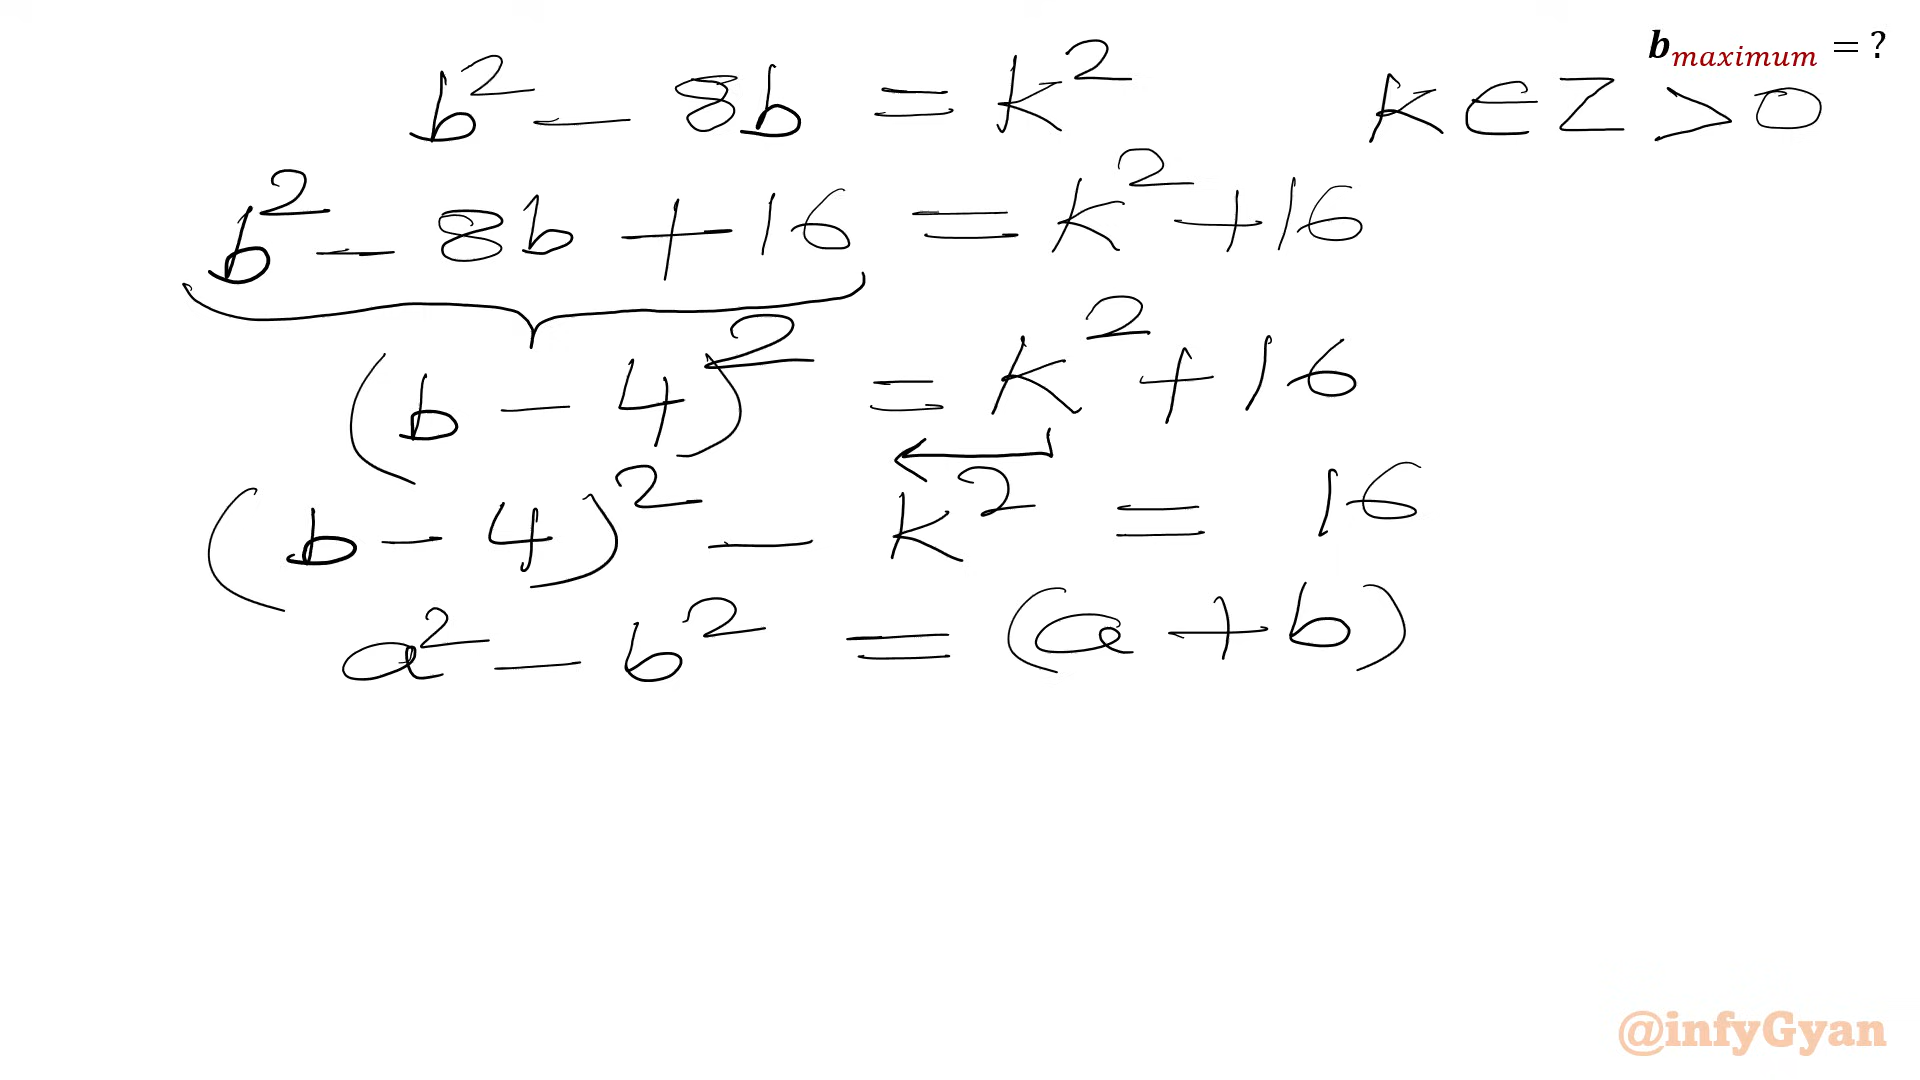 b_maximum = ?
b² - 8b = k² k ∈ Z > 0
b² - 8b + 16 = k² + 16
(b - 4)² = k² + 16
(b - 4)² - k² = 16
a² - b² = (a + b)
@infyGyan